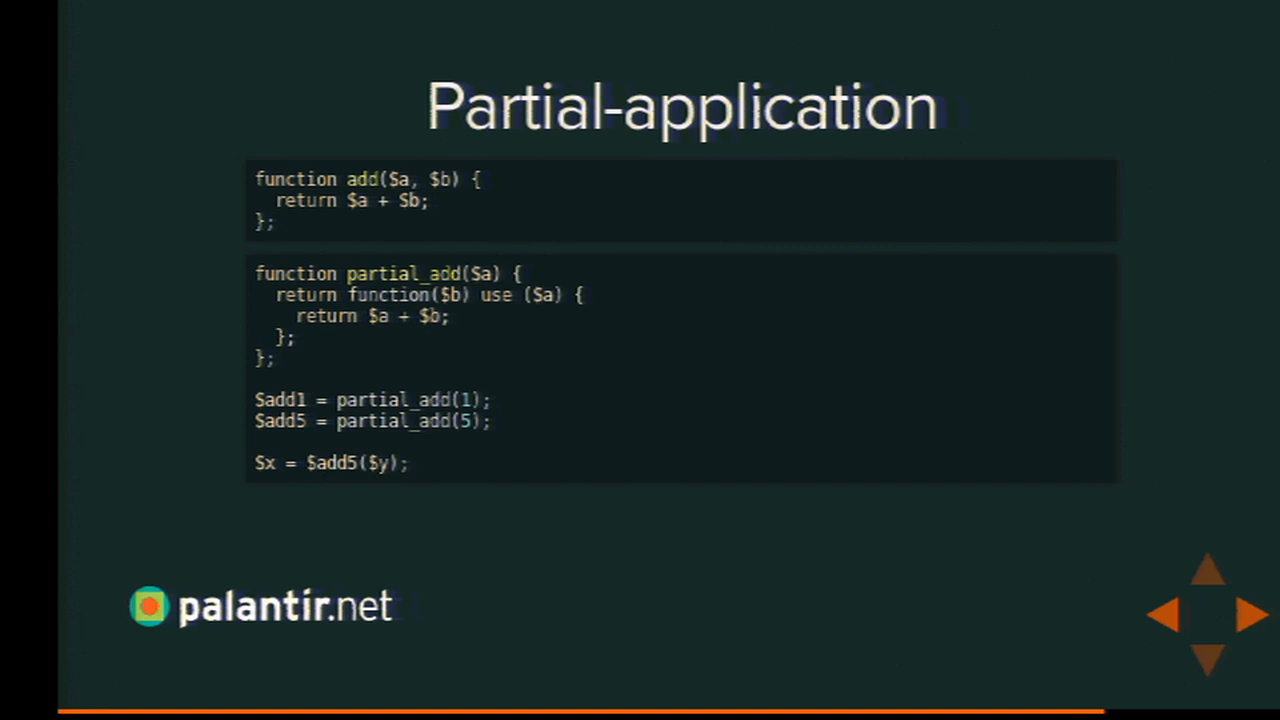 Partial-application
function add($a, $b) {
  return $a + $b;
};
function partial_add($a) {
  return function($b) use ($a) {
    return $a + $b;
  };
};
$add1 = partial_add(1);
$add5 = partial_add(5);
$x = $add5($y);
palantir.net